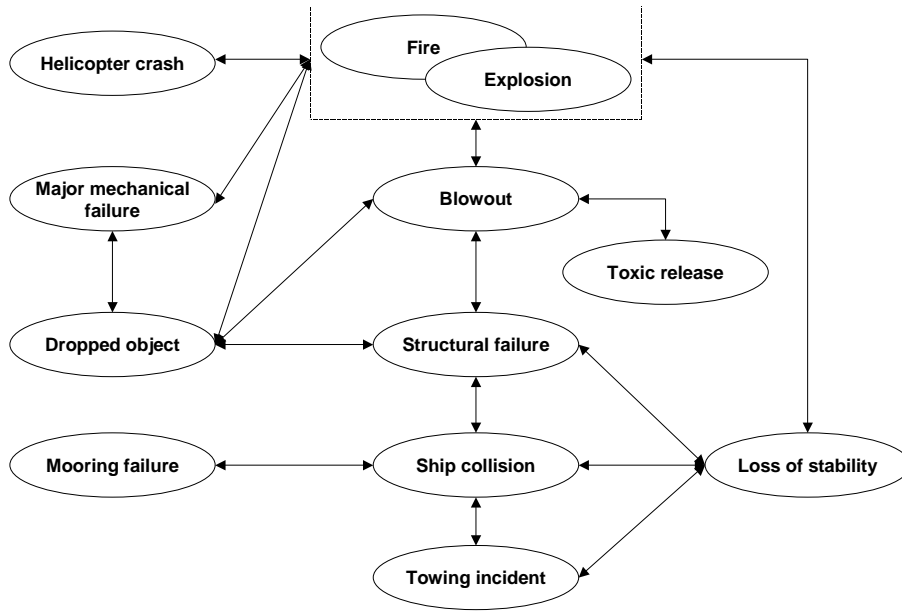 Fire
Helicopter crash
Explosion
Major mechanical
failure
Blowout
Toxic release
Dropped object
Structural failure
Mooring failure
Ship collision
Loss of stability
Towing incident